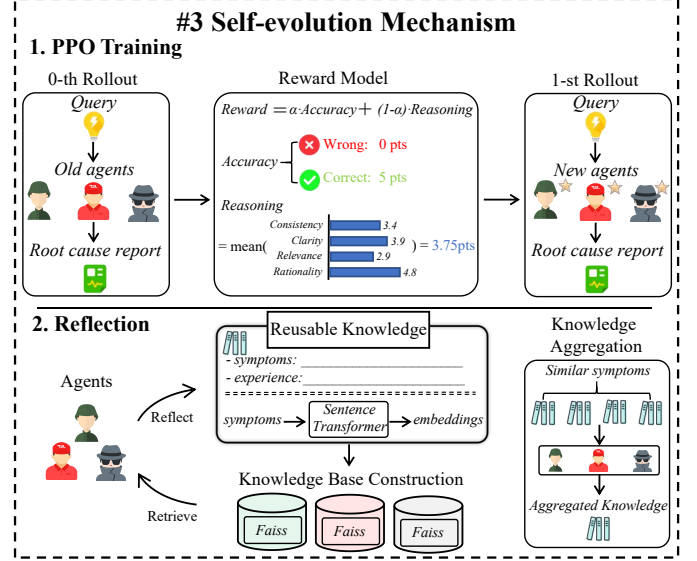 #3 Self-evolution Mechanism
1. PPO Training
0-th Rollout
Query
Old agents
Root cause report
Reward Model
Reward = α·Accuracy + (1-α)·Reasoning
Accuracy
Wrong: 0 pts
Correct: 5 pts
Reasoning
= mean(
Consistency 3.4
Clarity 3.9
Relevance 2.9
Rationality 4.8
) = 3.75pts
1-st Rollout
Query
New agents
Root cause report
2. Reflection
Agents
Reflect
Retrieve
Reusable Knowledge
- symptoms: ______________________
- experience: ______________________
symptoms
Sentence
Transformer
embeddings
Knowledge Base Construction
Faiss
Faiss
Faiss
Knowledge
Aggregation
Similar symptoms
Aggregated Knowledge